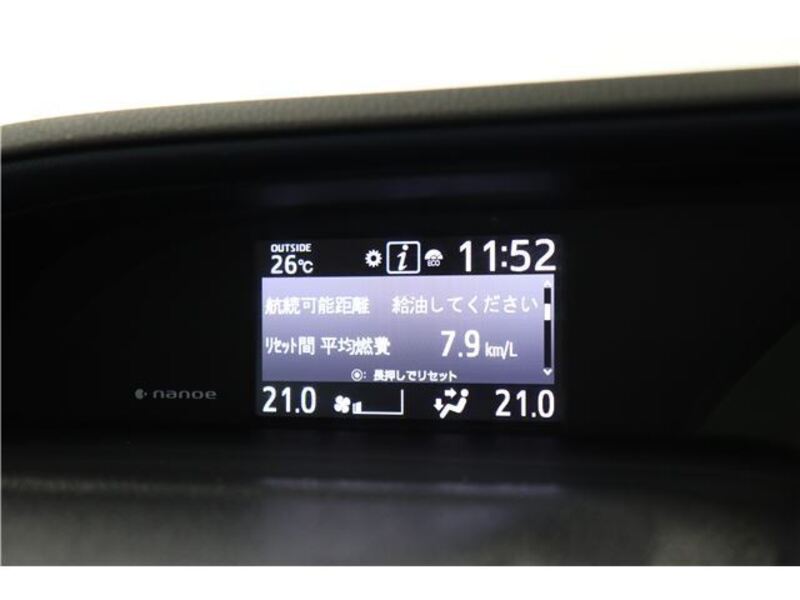 OUTSIDE
26℃ i ECO 11:52
航続可能距離 給油してください
リセット間 平均燃費 7.9 km/L
◉: 長押しでリセット
21.0 21.0
nanoe